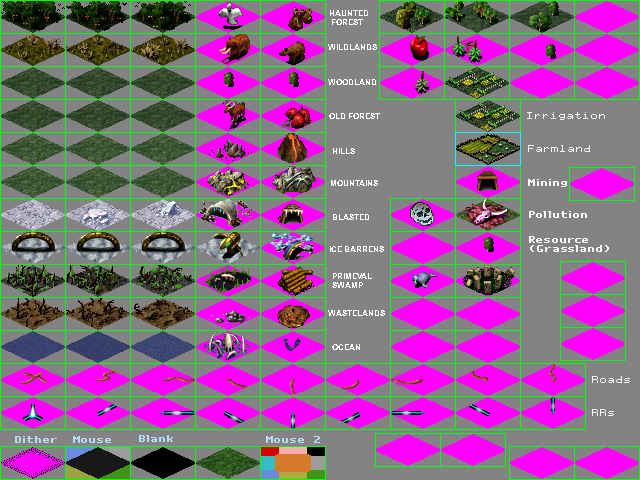 HAUNTED
FOREST
WILDLANDS
WOODLAND
OLD FOREST
Irrigation
HILLS
Farmland
MOUNTAINS
Mining
BLASTED
Pollution
ICE BARRENS
Resource
(Grassland)
PRIMEVAL
SWAMP
WASTELANDS
OCEAN
Roads
RRs
Dither
Mouse
Blank
Mouse 2